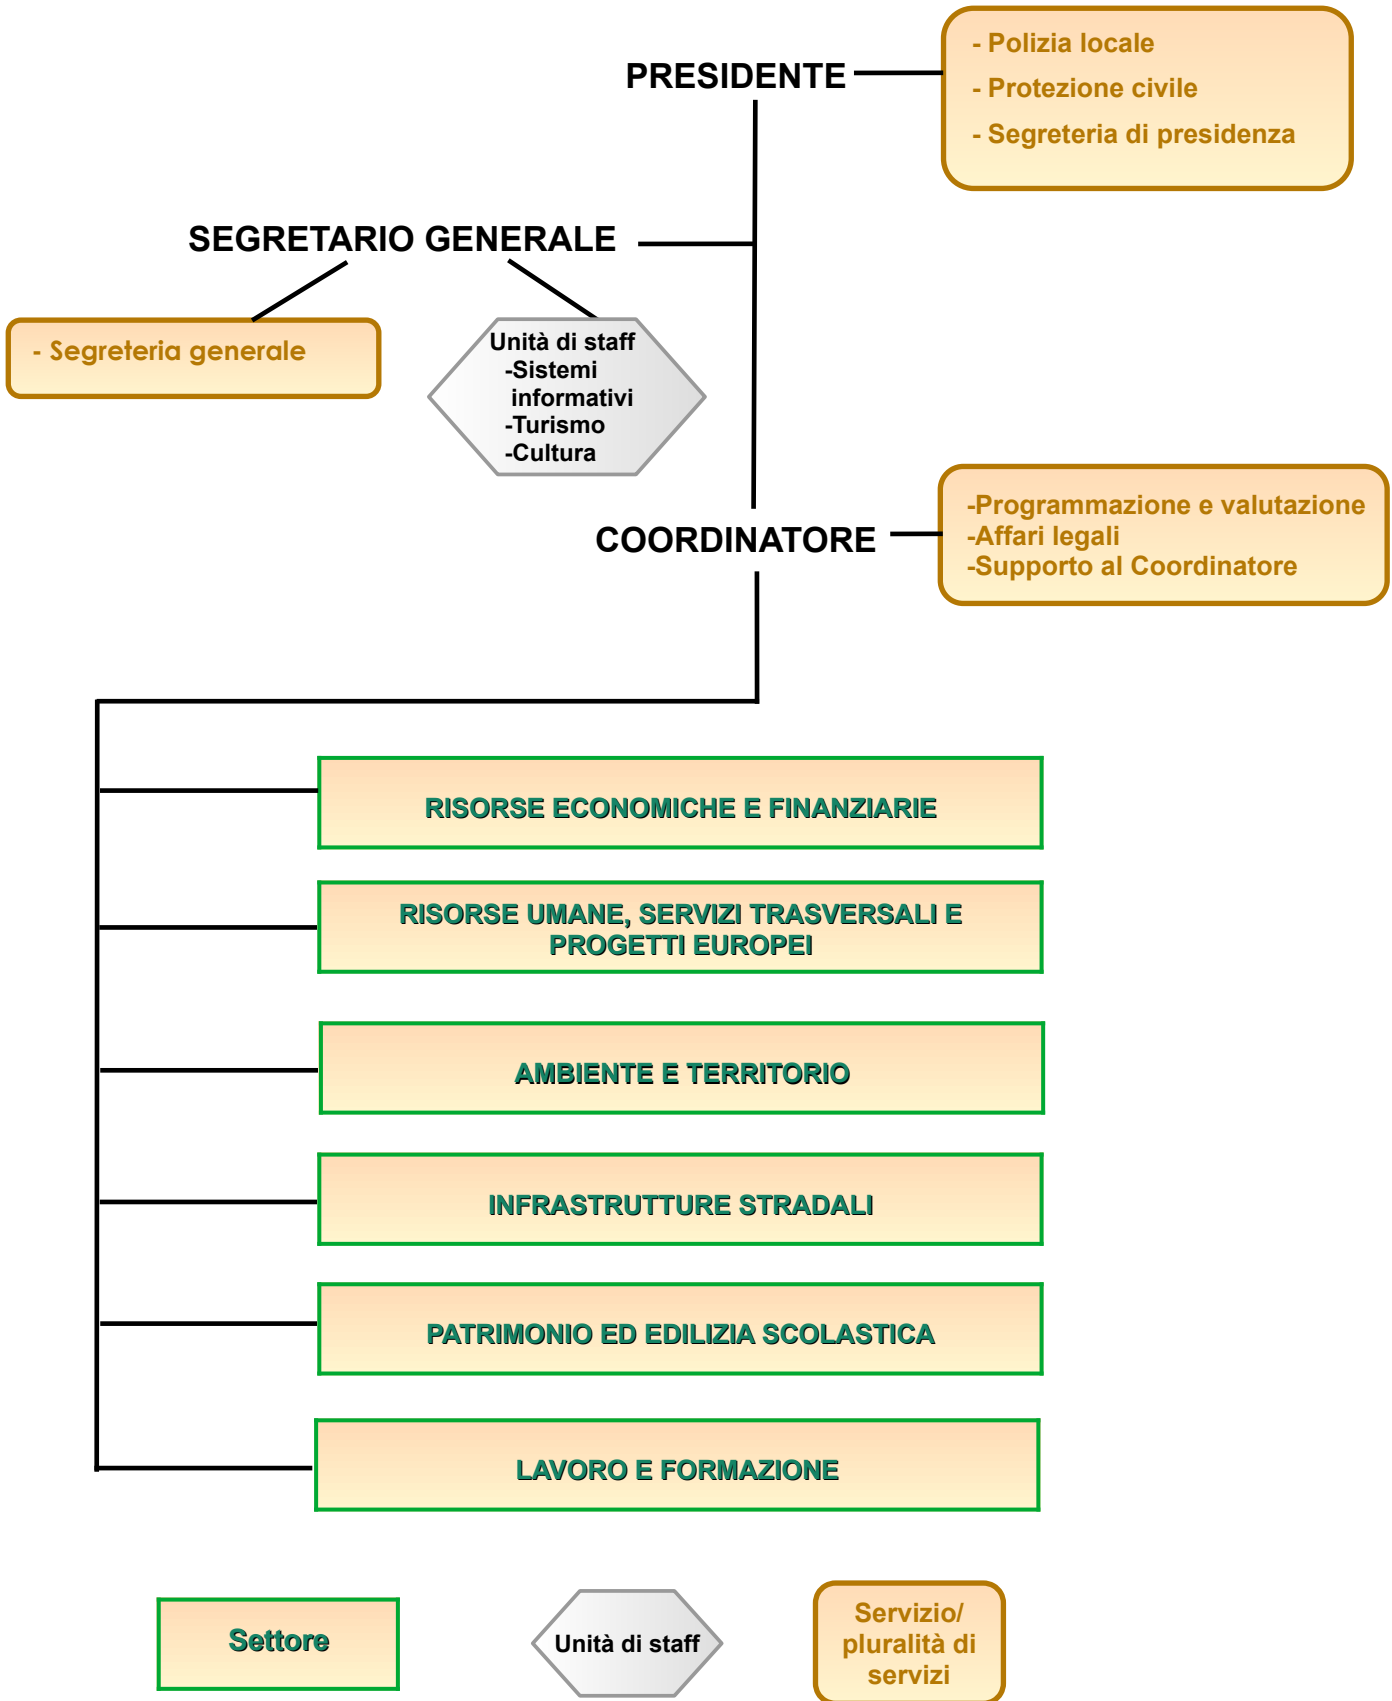 - Polizia locale
PRESIDENTE
- Protezione civile
- Segreteria di presidenza
SEGRETARIO GENERALE
- Segreteria generale
Unità di staff
-Sistemi
informativi
-Turismo
-Cultura
COORDINATORE
-Programmazione e valutazione
-Affari legali
-Supporto al Coordinatore
RISORSE ECONOMICHE E FINANZIARIE
RISORSE UMANE, SERVIZI TRASVERSALI E
PROGETTI EUROPEI
AMBIENTE E TERRITORIO
INFRASTRUTTURE STRADALI
PATRIMONIO ED EDILIZIA SCOLASTICA
LAVORO E FORMAZIONE
Settore
Unità di staff
Servizio/
pluralità di
servizi